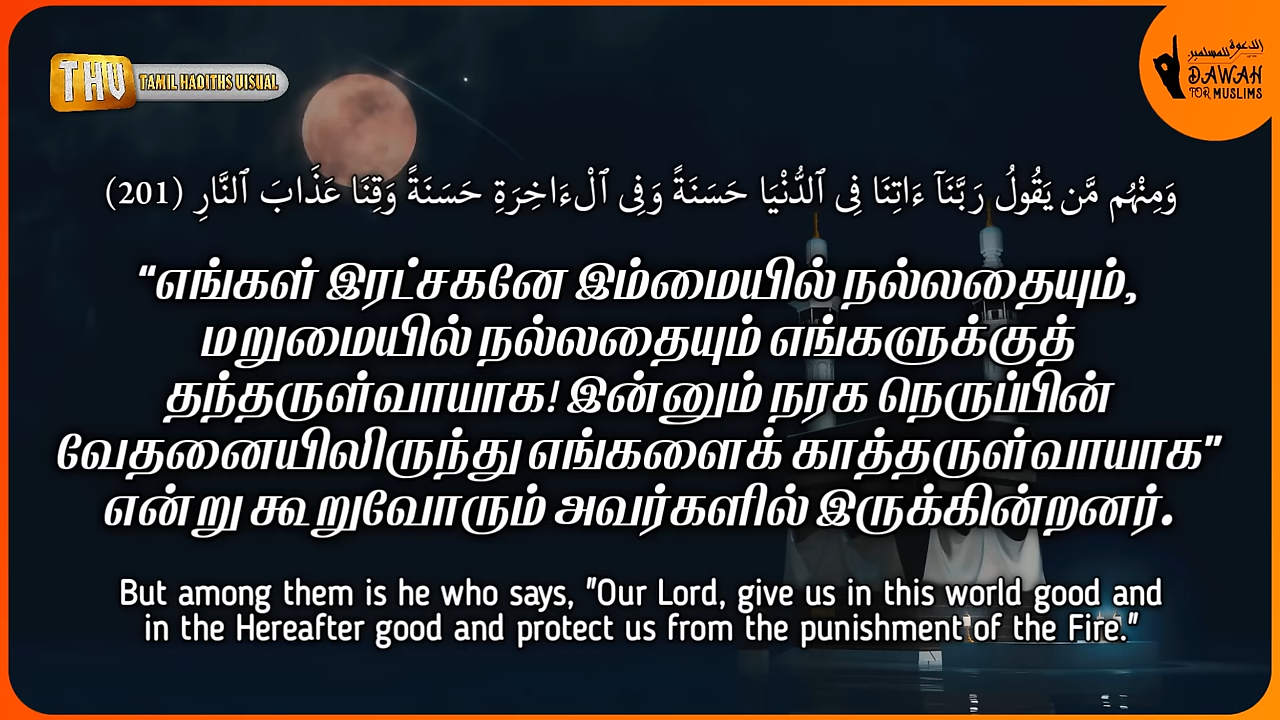 THV
TAMIL HADITHS VISUAL
الدعوة للمسلمين
DAWAH
FOR MUSLIMS
وَمِنْهُم مَّن يَقُولُ رَبَّنَآ ءَاتِنَا فِى ٱلدُّنْيَا حَسَنَةً وَفِى ٱلْءَاخِرَةِ حَسَنَةً وَقِنَا عَذَابَ ٱلنَّارِ (201)
“எங்கள் இரட்சகனே இம்மையில் நல்லதையும்,
மறுமையில் நல்லதையும் எங்களுக்குத்
தந்தருள்வாயாக! இன்னும் நரக நெருப்பின்
வேதனையிலிருந்து எங்களைக் காத்தருள்வாயாக”
என்று கூறுவோரும் அவர்களில் இருக்கின்றனர்.
But among them is he who says, "Our Lord, give us in this world good and
in the Hereafter good and protect us from the punishment of the Fire."